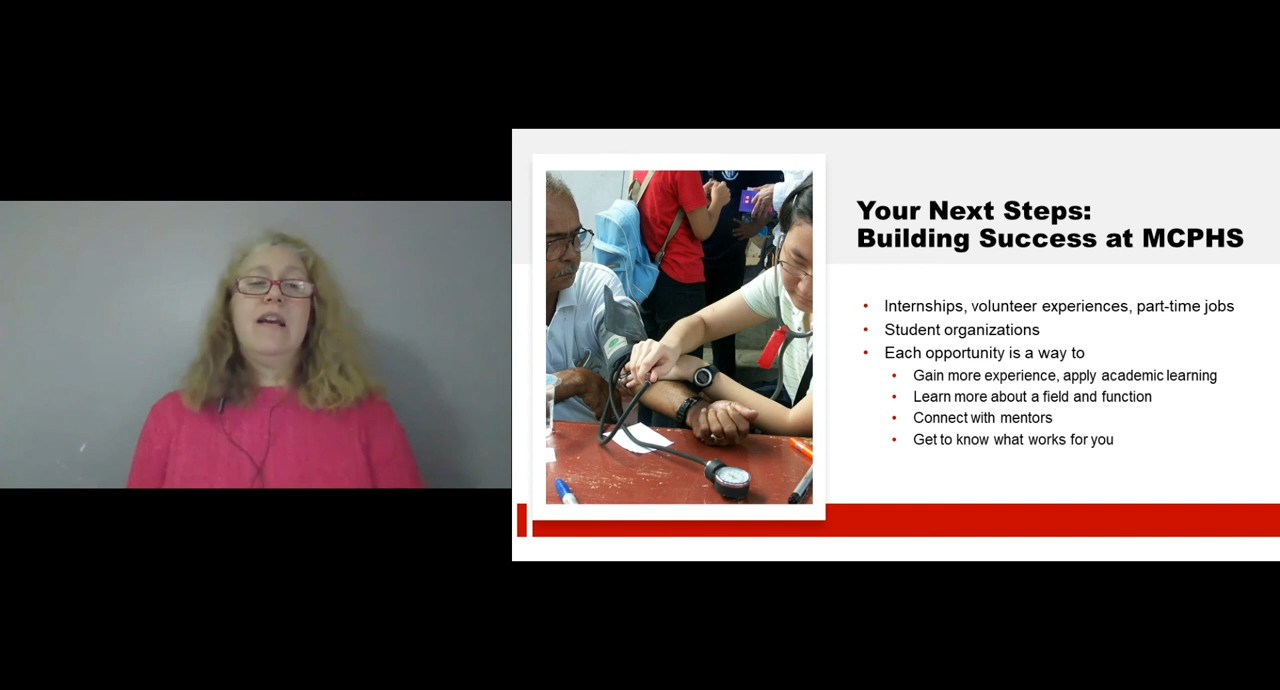 Your Next Steps:
Building Success at MCPHS
Internships, volunteer experiences, part-time jobs
Student organizations
Each opportunity is a way to
Gain more experience, apply academic learning
Learn more about a field and function
Connect with mentors
Get to know what works for you